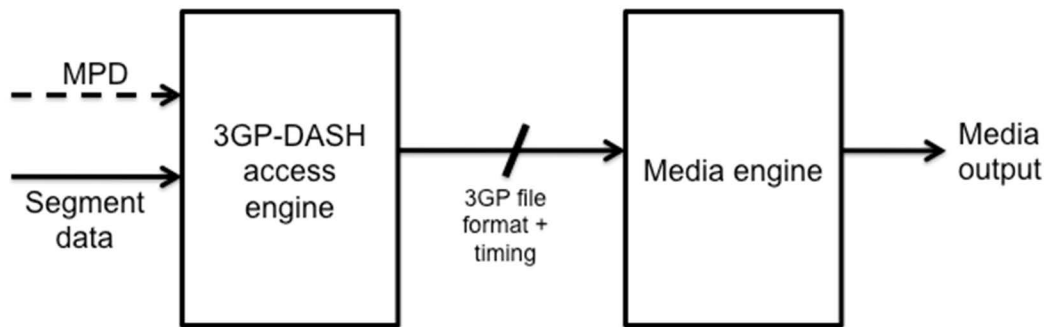 MPD
Segment
data
3GP-DASH
access
engine
3GP file
format +
timing
Media engine
Media
output